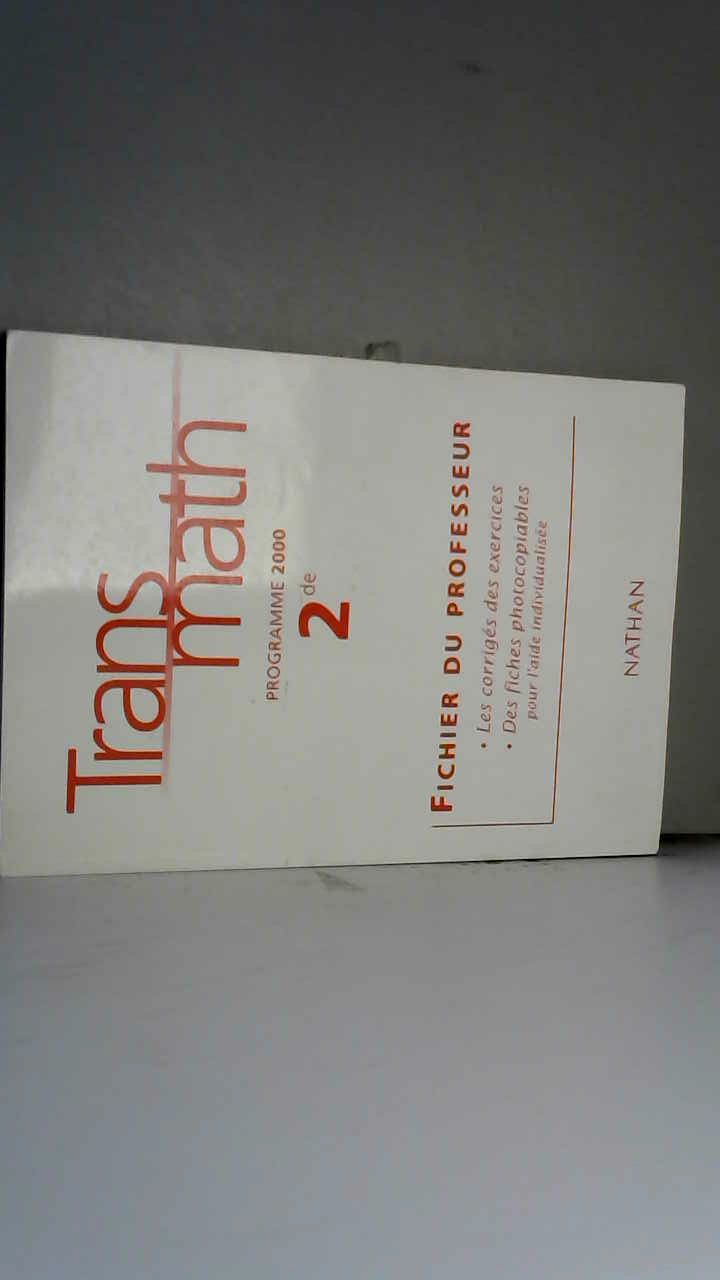 Trans
math
PROGRAMME 2000
2de
FICHIER DU PROFESSEUR
• Les corrigés des exercices
• Des fiches photocopiables
pour l'aide individualisée
NATHAN